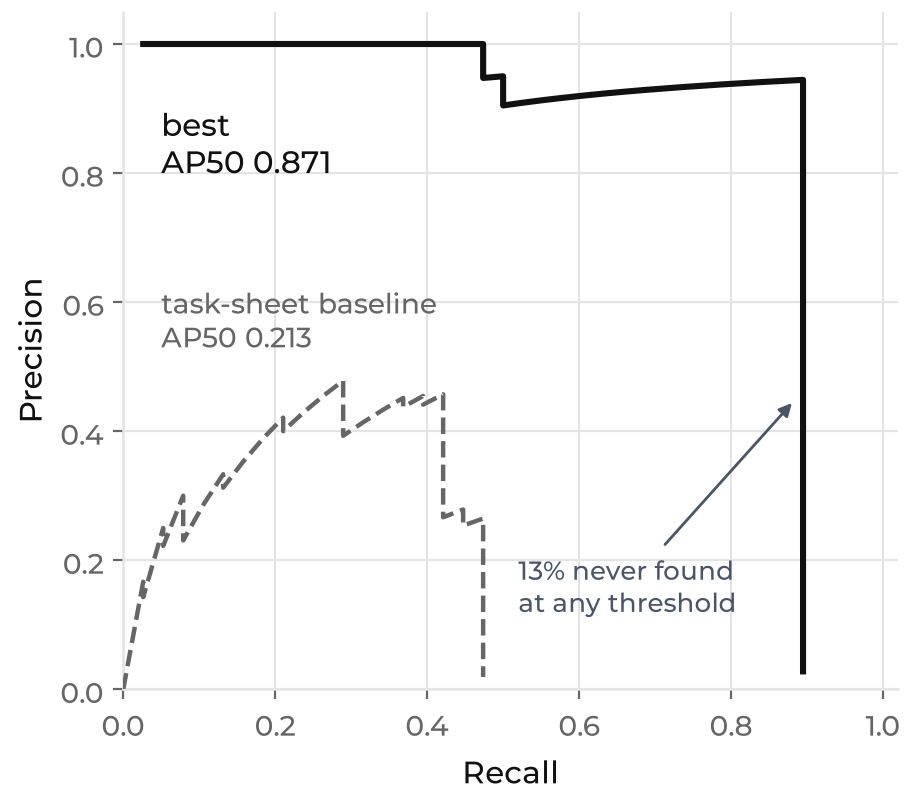 1.0
0.8
0.6
0.4
0.2
0.0
Precision
best
AP50 0.871
task-sheet baseline
AP50 0.213
13% never found
at any threshold
0.0 0.2 0.4 0.6 0.8 1.0
Recall